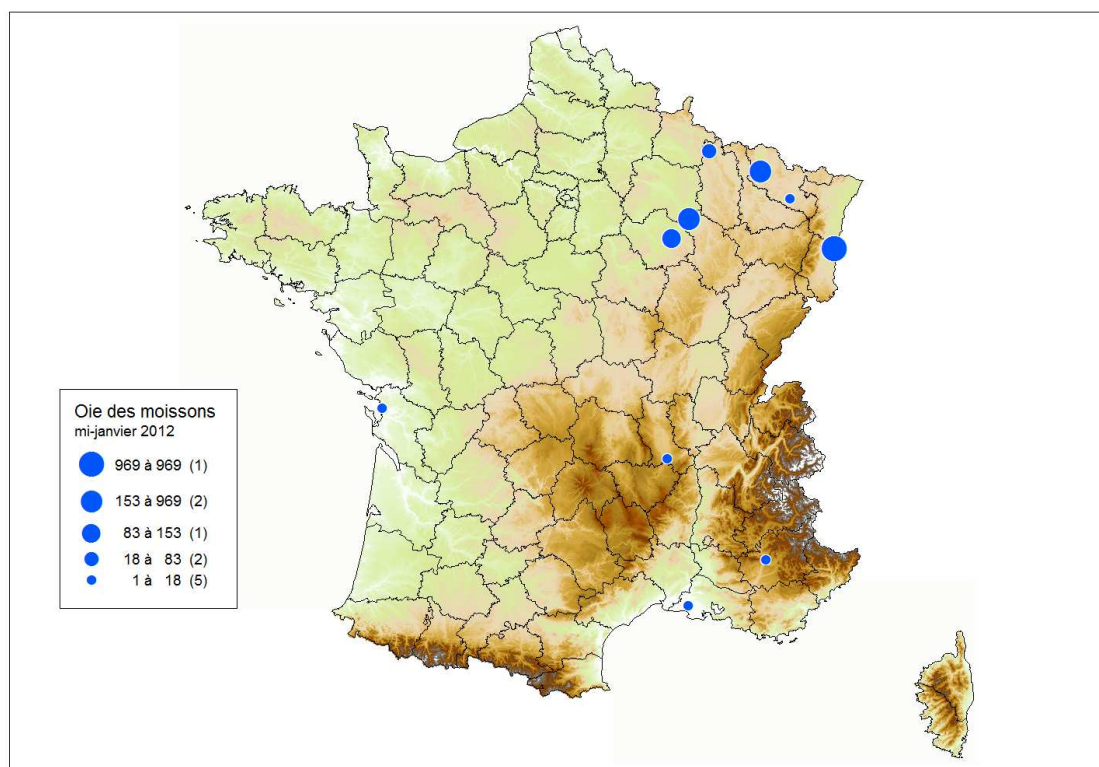 Oie des moissons
mi-janvier 2012
969 à 969 (1)
153 à 969 (2)
83 à 153 (1)
18 à 83 (2)
1 à 18 (5)